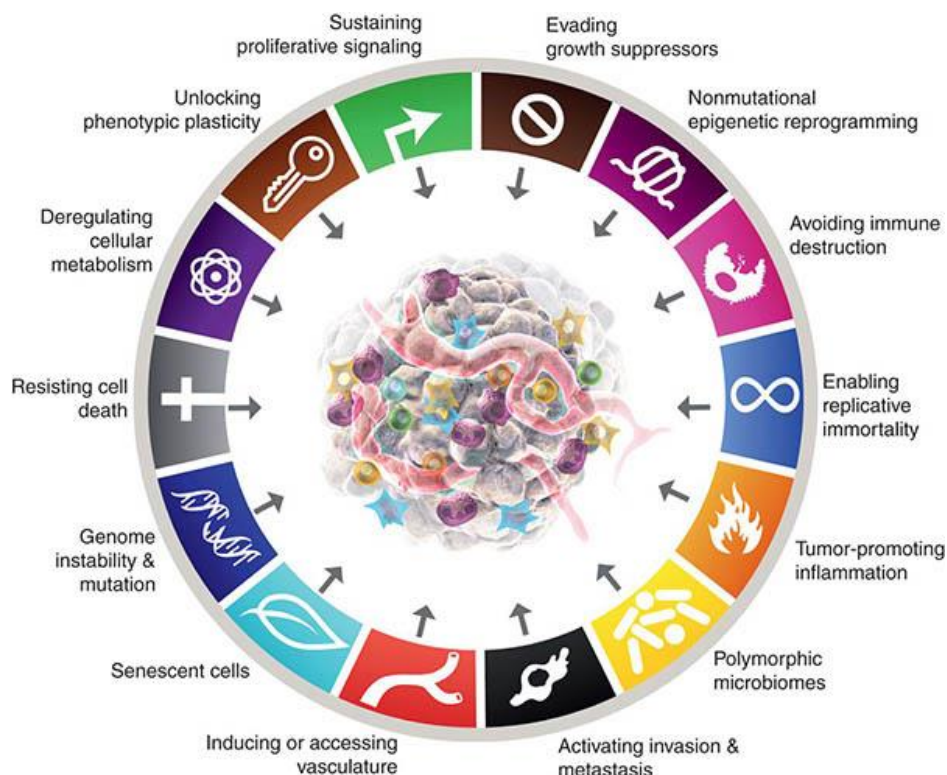 Sustaining
proliferative signaling
Evading
growth suppressors
Nonmutational
epigenetic reprogramming
Avoiding immune
destruction
Enabling
replicative
immortality
Tumor-promoting
inflammation
Polymorphic
microbiomes
Activating invasion &
metastasis
Inducing or accessing
vasculature
Senescent cells
Genome
instability &
mutation
Resisting cell
death
Deregulating
cellular
metabolism
Unlocking
phenotypic plasticity